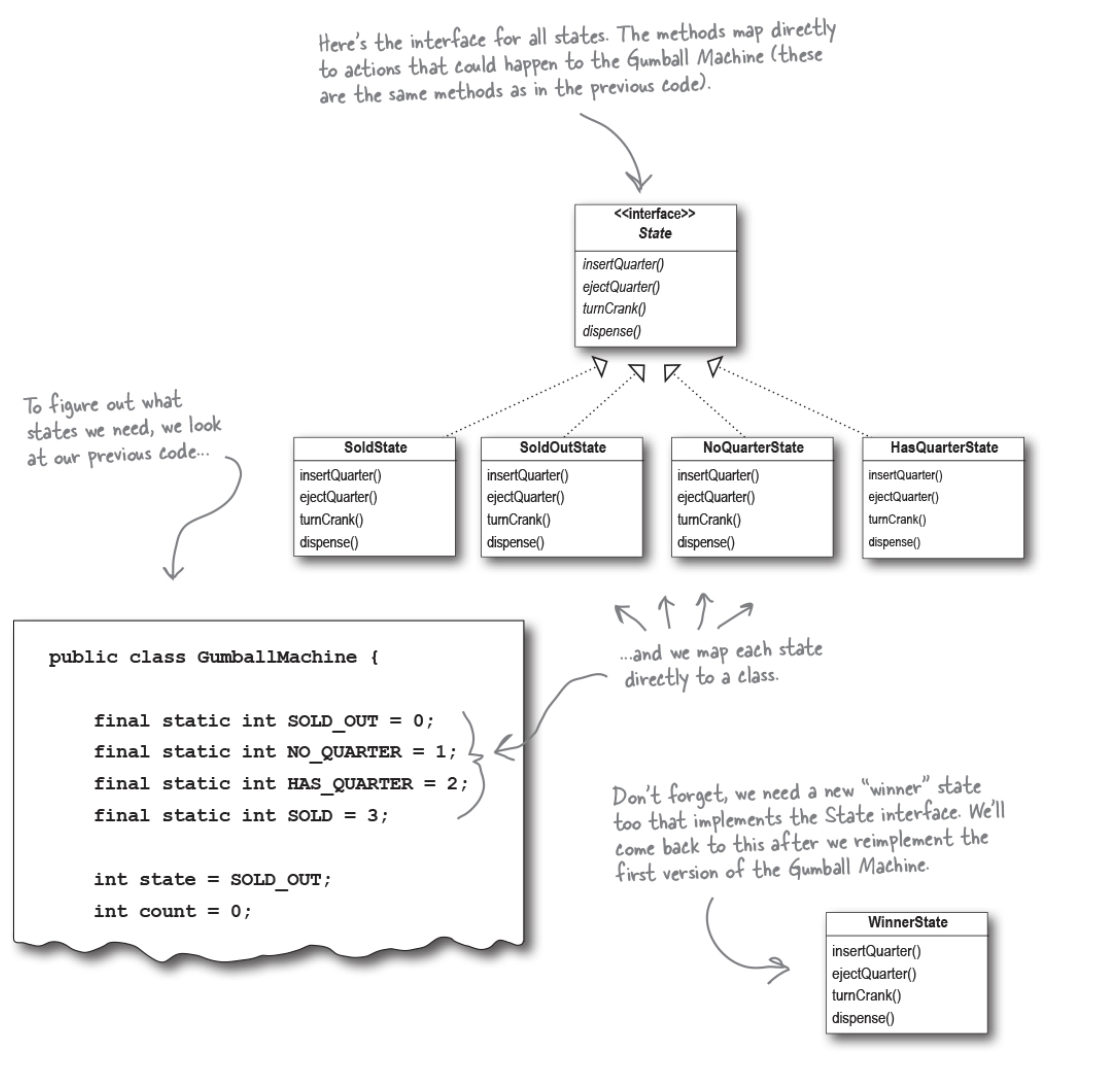 Here's the interface for all states. The methods map directly
to actions that could happen to the Gumball Machine (these
are the same methods as in the previous code).
<<interface>>
State
insertQuarter()
ejectQuarter()
turnCrank()
dispense()
To figure out what
states we need, we look
at our previous code...
SoldState
insertQuarter()
ejectQuarter()
turnCrank()
dispense()
SoldOutState
insertQuarter()
ejectQuarter()
turnCrank()
dispense()
NoQuarterState
insertQuarter()
ejectQuarter()
turnCrank()
dispense()
HasQuarterState
insertQuarter()
ejectQuarter()
turnCrank()
dispense()
public class GumballMachine {
final static int SOLD_OUT = 0;
final static int NO_QUARTER = 1;
final static int HAS_QUARTER = 2;
final static int SOLD = 3;
int state = SOLD_OUT;
int count = 0;
...and we map each state
directly to a class.
Don't forget, we need a new "winner" state
too that implements the State interface. We'll
come back to this after we reimplement the
first version of the Gumball Machine.
WinnerState
insertQuarter()
ejectQuarter()
turnCrank()
dispense()